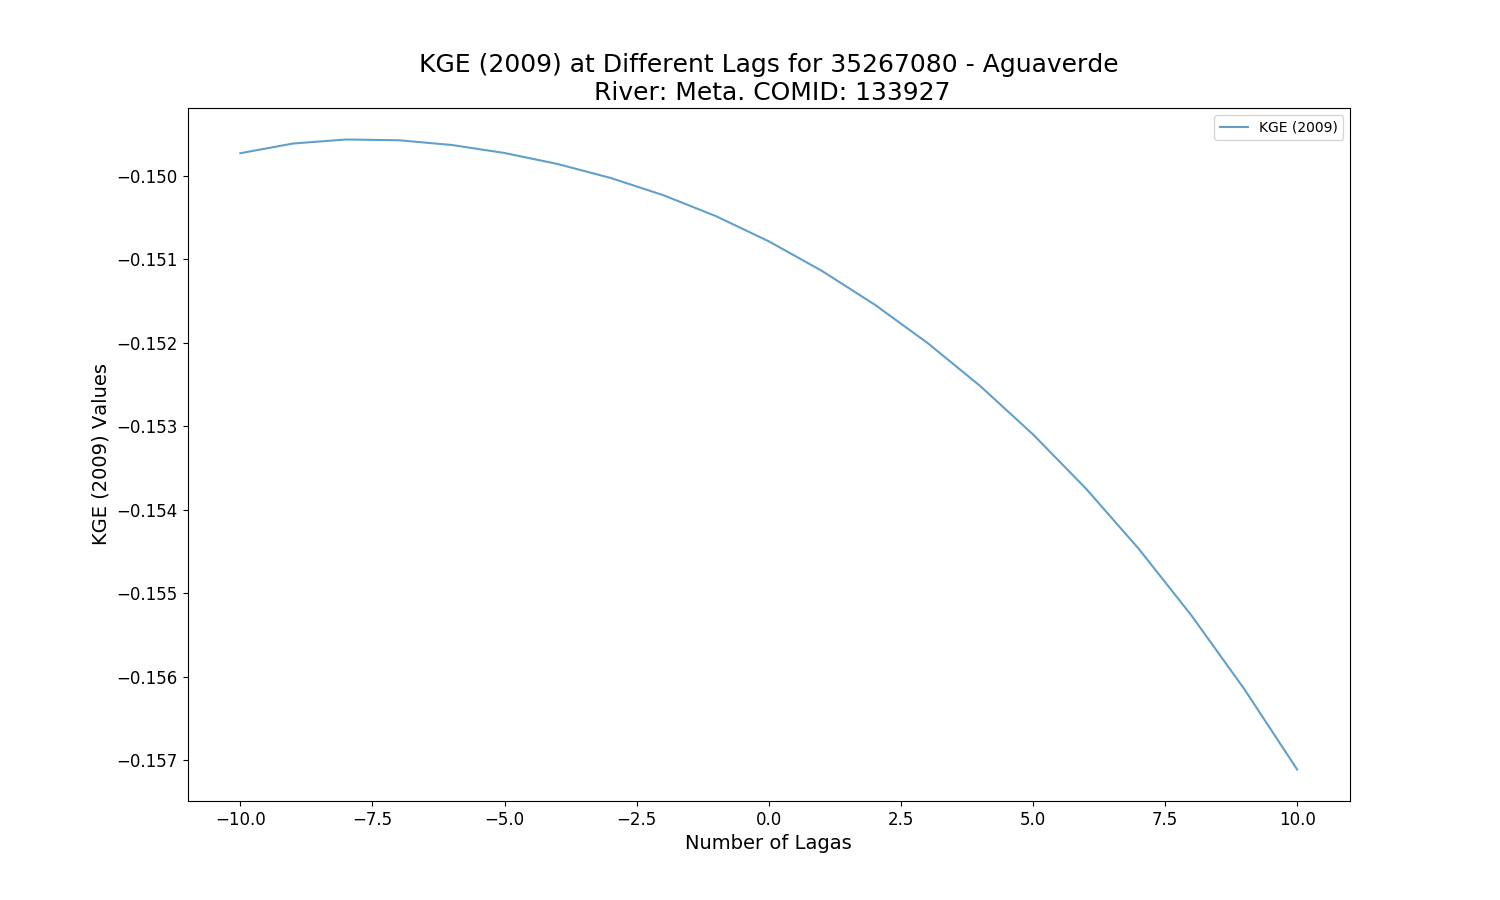 KGE (2009) at Different Lags for 35267080 - Aguaverde
River: Meta. COMID: 133927
KGE (2009)
−0.150
−0.151
−0.152
−0.153
−0.154
−0.155
−0.156
−0.157
KGE (2009) Values
−10.0 −7.5 −5.0 −2.5 0.0 2.5 5.0 7.5 10.0
Number of Lagas